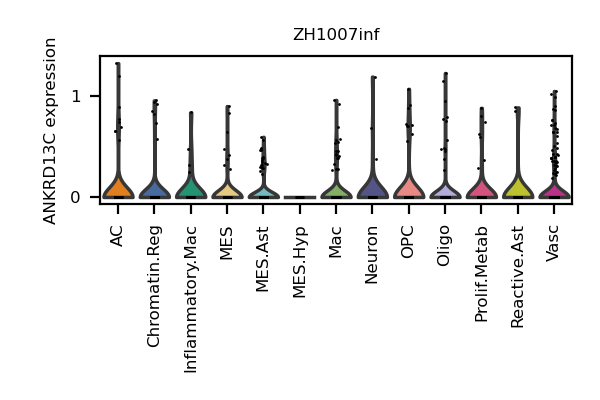 ZH1007inf
ANKRD13C expression
1
0
AC
Chromatin.Reg
Inflammatory.Mac
MES
MES.Ast
MES.Hyp
Mac
Neuron
OPC
Oligo
Prolif.Metab
Reactive.Ast
Vasc